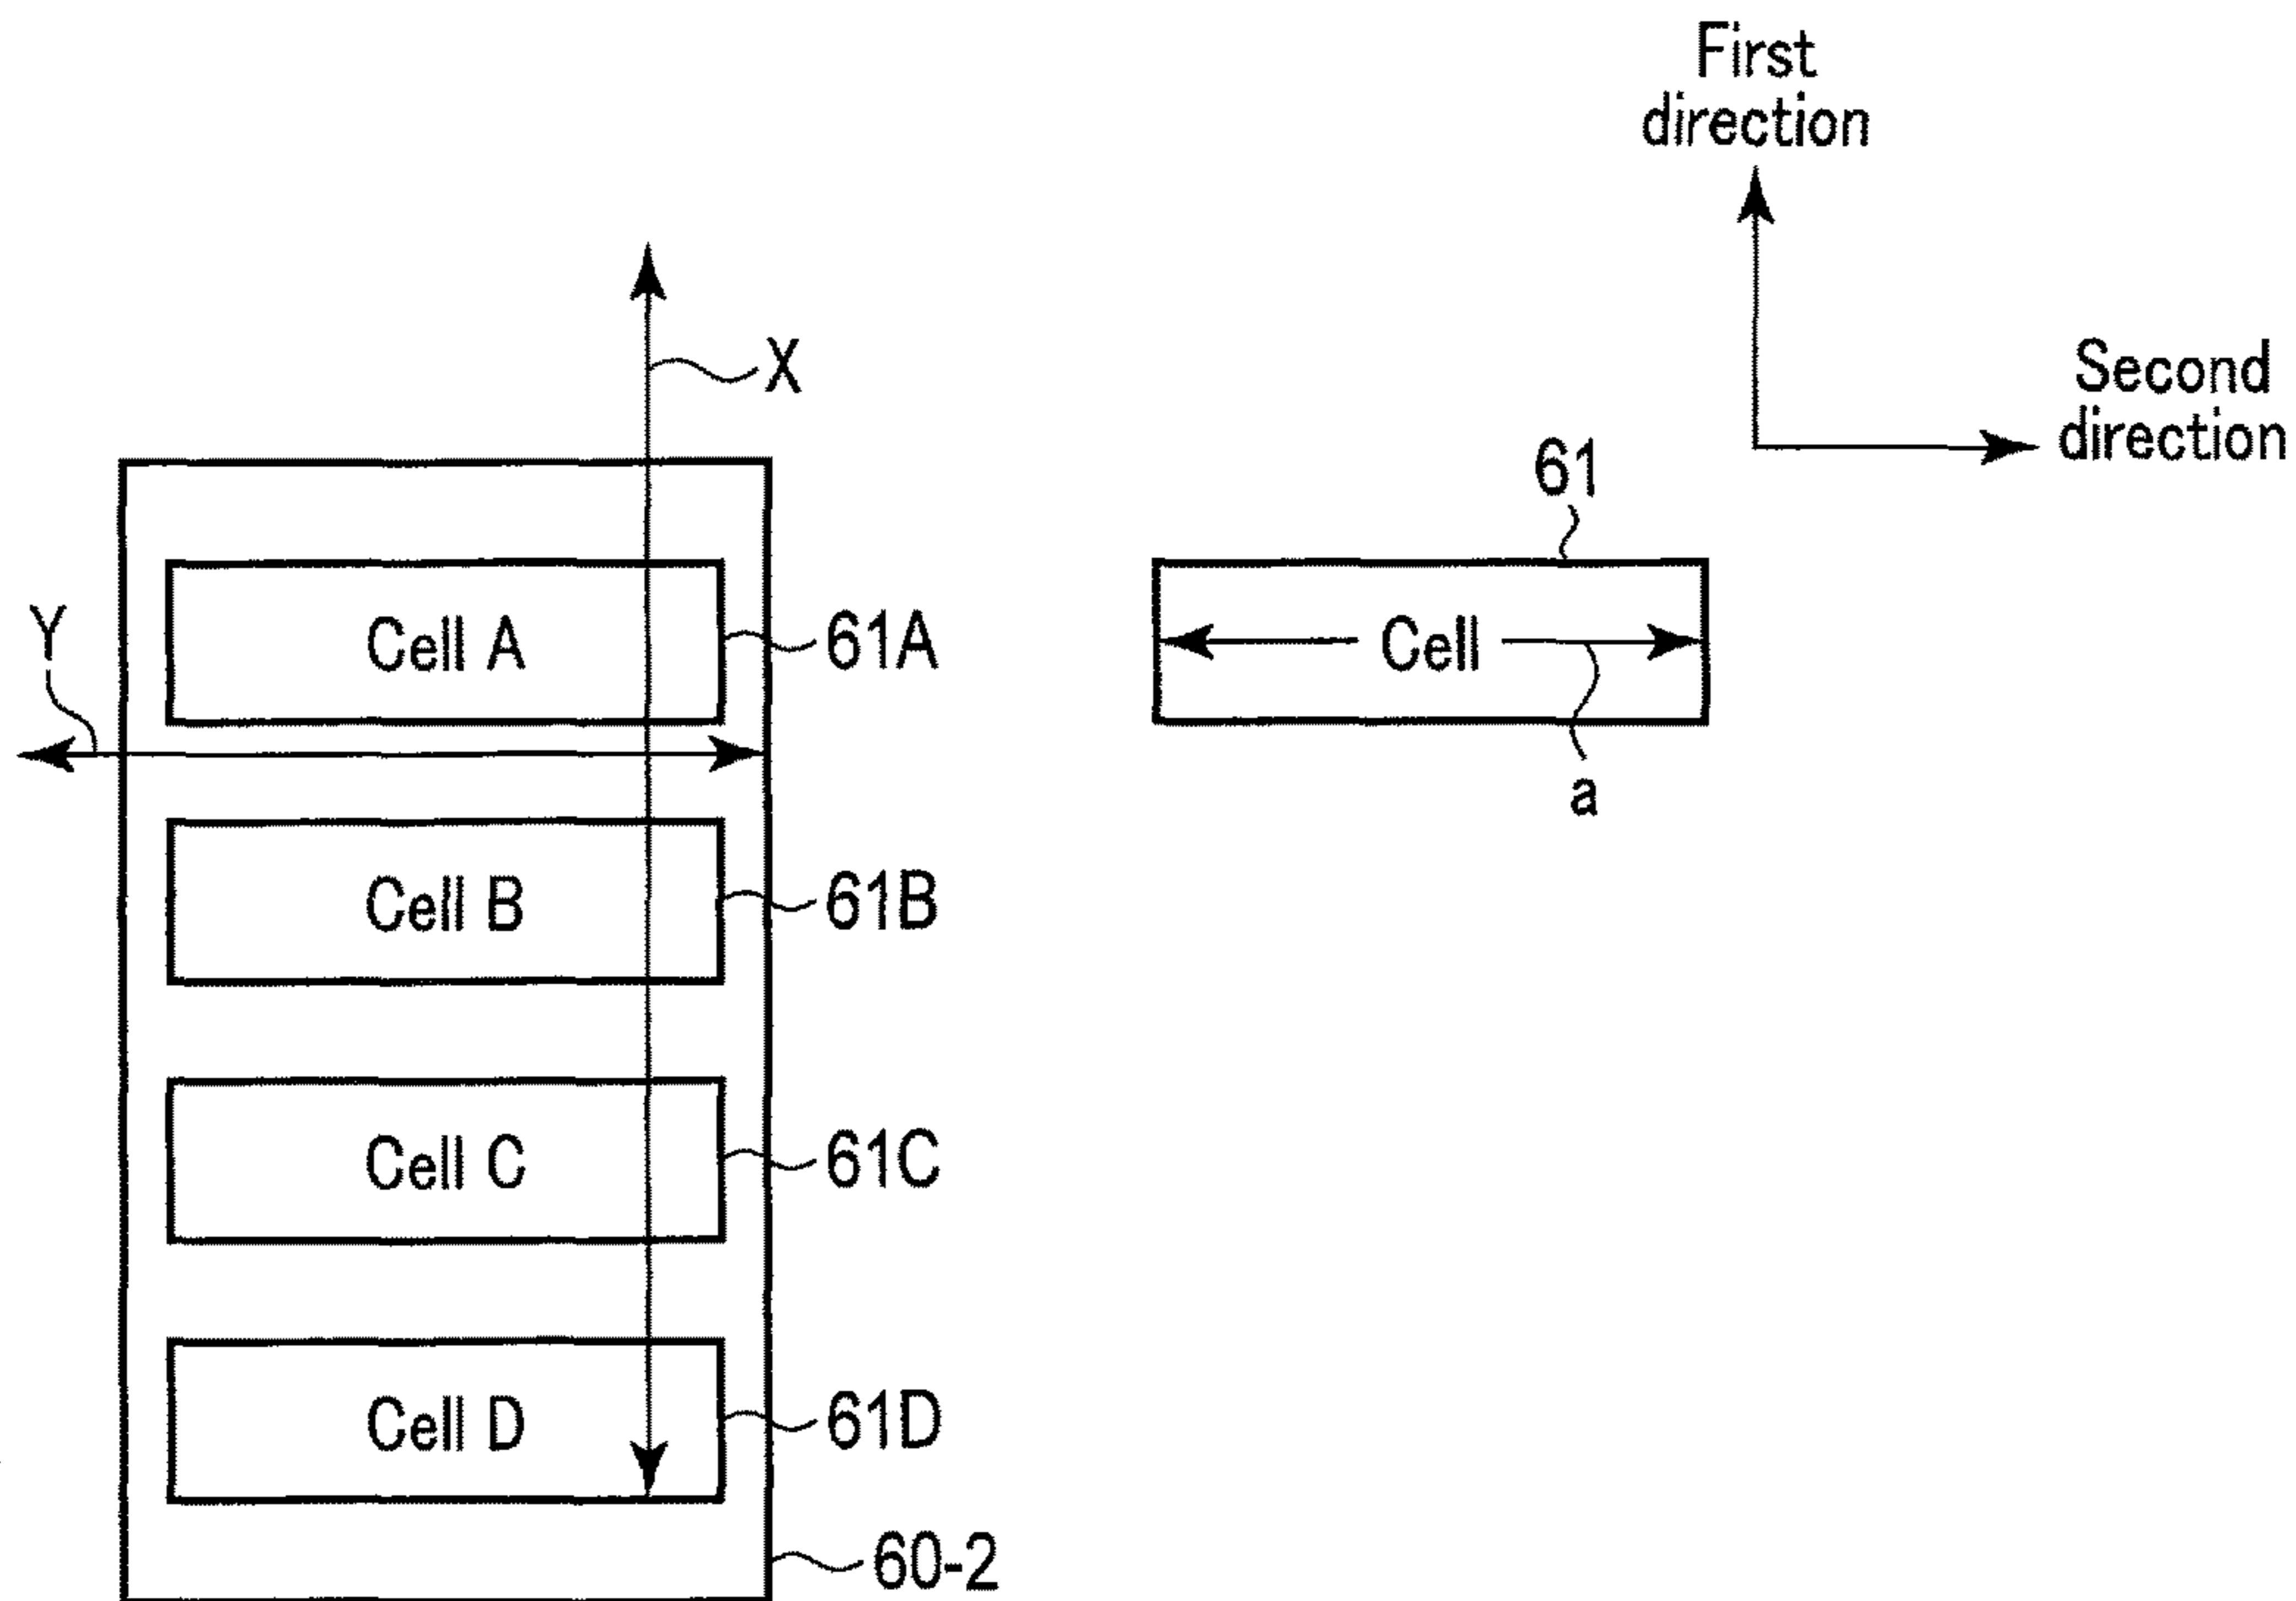 First
direction
Second
direction
X
61
Y
Cell A
61A
Cell
a
Cell B
61B
Cell C
61C
Cell D
61D
60-2